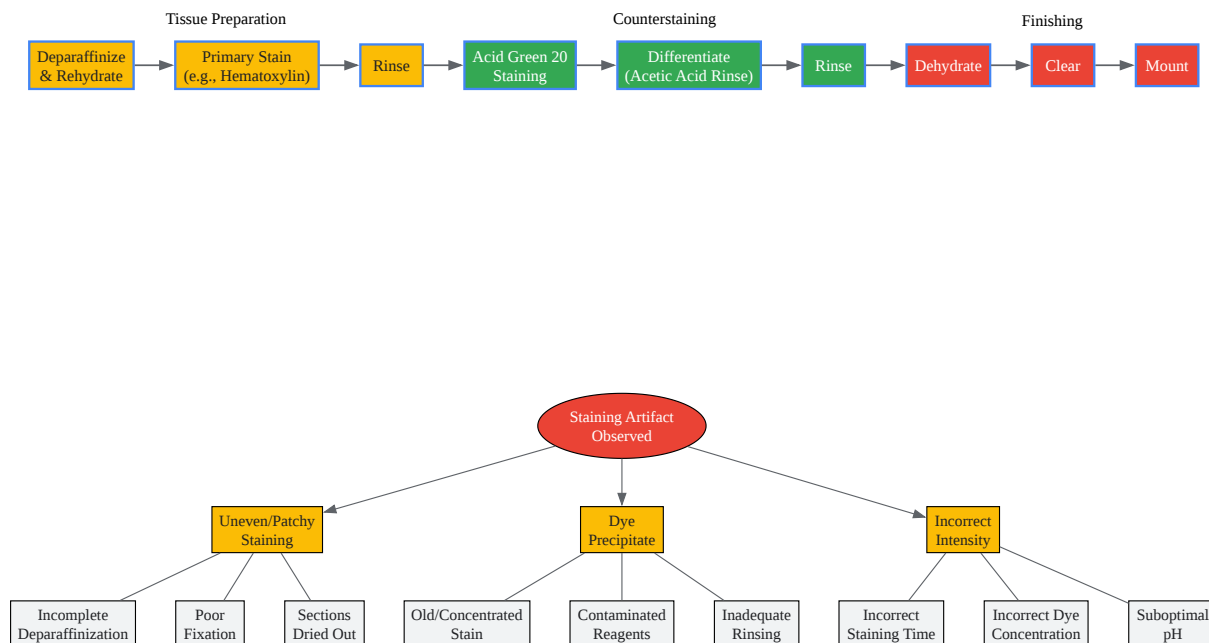 Tissue Preparation
Counterstaining
Finishing
Deparaffinize
& Rehydrate
Primary Stain
(e.g., Hematoxylin)
Rinse
Acid Green 20
Staining
Differentiate
(Acetic Acid Rinse)
Rinse
Dehydrate
Clear
Mount
Staining Artifact
Observed
Uneven/Patchy
Staining
Dye
Precipitate
Incorrect
Intensity
Incomplete
Deparaffinization
Poor
Fixation
Sections
Dried Out
Old/Concentrated
Stain
Contaminated
Reagents
Inadequate
Rinsing
Incorrect
Staining Time
Incorrect Dye
Concentration
Suboptimal
pH